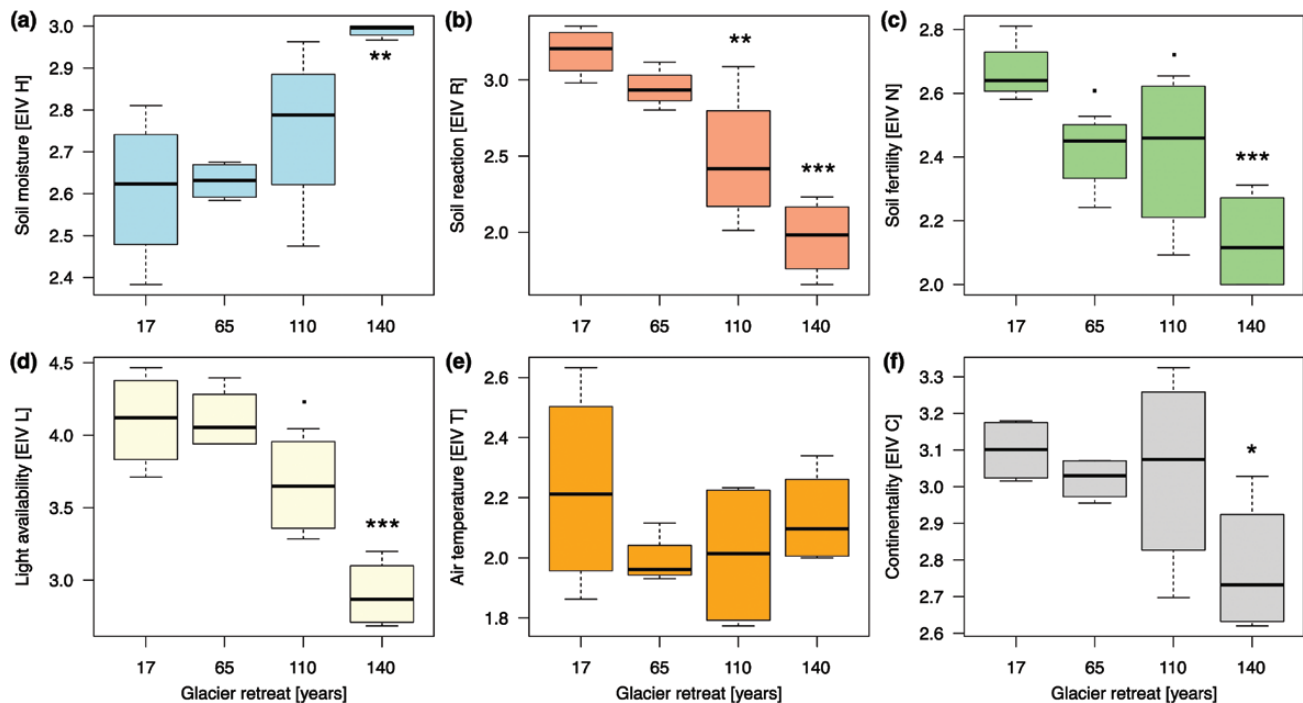 (a)
Soil moisture [EIV H]
3.0
2.9
2.8
2.7
2.6
2.5
2.4
**
17 65 110 140
(b)
Soil reaction [EIV R]
3.0
2.5
2.0
**
***
17 65 110 140
(c)
Soil fertility [EIV N]
2.8
2.6
2.4
2.2
2.0
***
17 65 110 140
(d)
Light availability [EIV L]
4.5
4.0
3.5
3.0
***
17 65 110 140
Glacier retreat [years]
(e)
Air temperature [EIV T]
2.6
2.4
2.2
2.0
1.8
17 65 110 140
Glacier retreat [years]
(f)
Continentality [EIV C]
3.3
3.2
3.1
3.0
2.9
2.8
2.7
2.6
*
17 65 110 140
Glacier retreat [years]